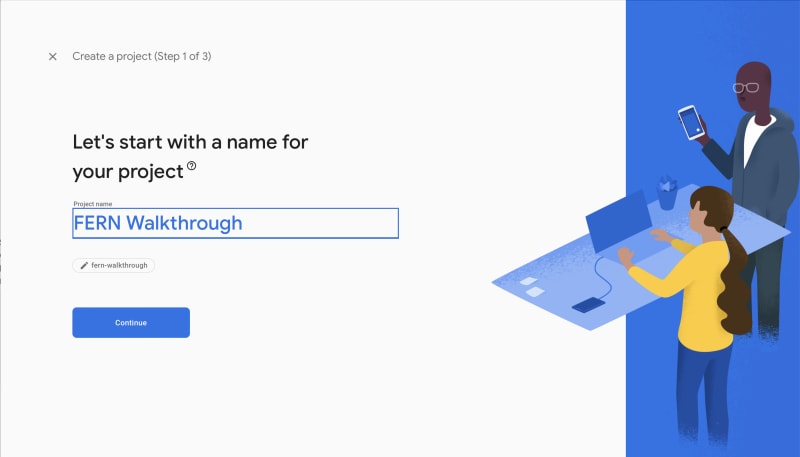 Create a project (Step 1 of 3)
Let's start with a name for
your project
Project name
FERN Walkthrough
fern-walkthrough
Continue